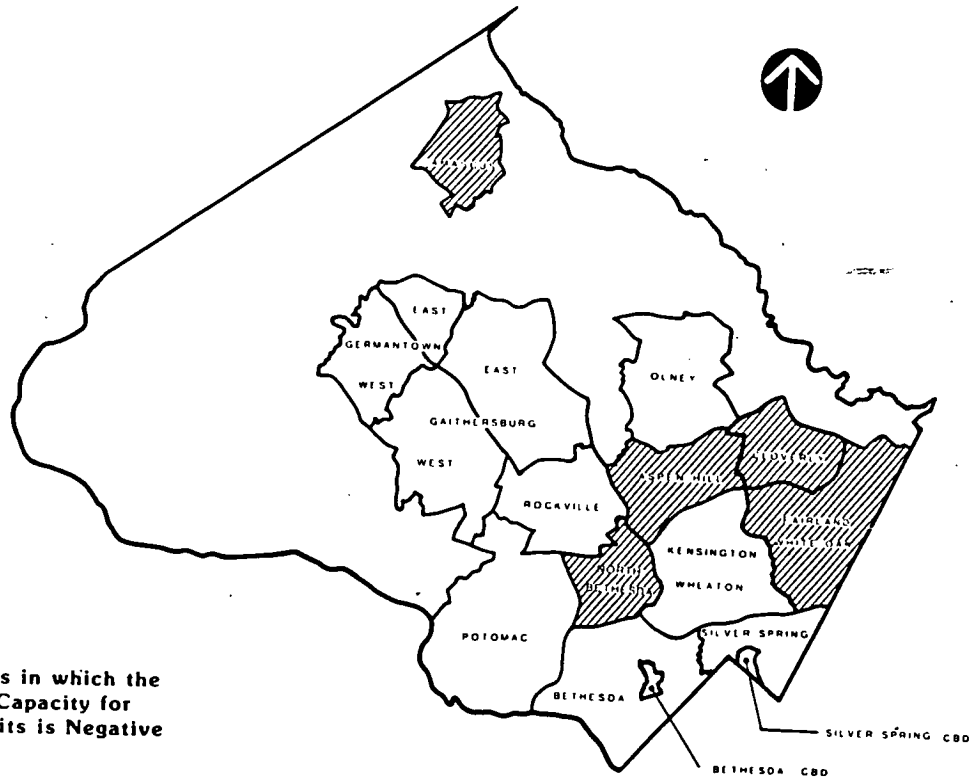 EAST
GERMANTOWN
WEST
EAST
GAITHERSBURG
WEST
OLNEY
CLOVERLY
ASPEN HILL
FAIRLAND
WHITE OAK
ROCKVILLE
KENSINGTON
WHEATON
NORTH
BETHESDA
POTOMAC
SILVER SPRING
BETHESDA
s in which the
Capacity for
its is Negative
SILVER SPRING CBD
BETHESDA CBD